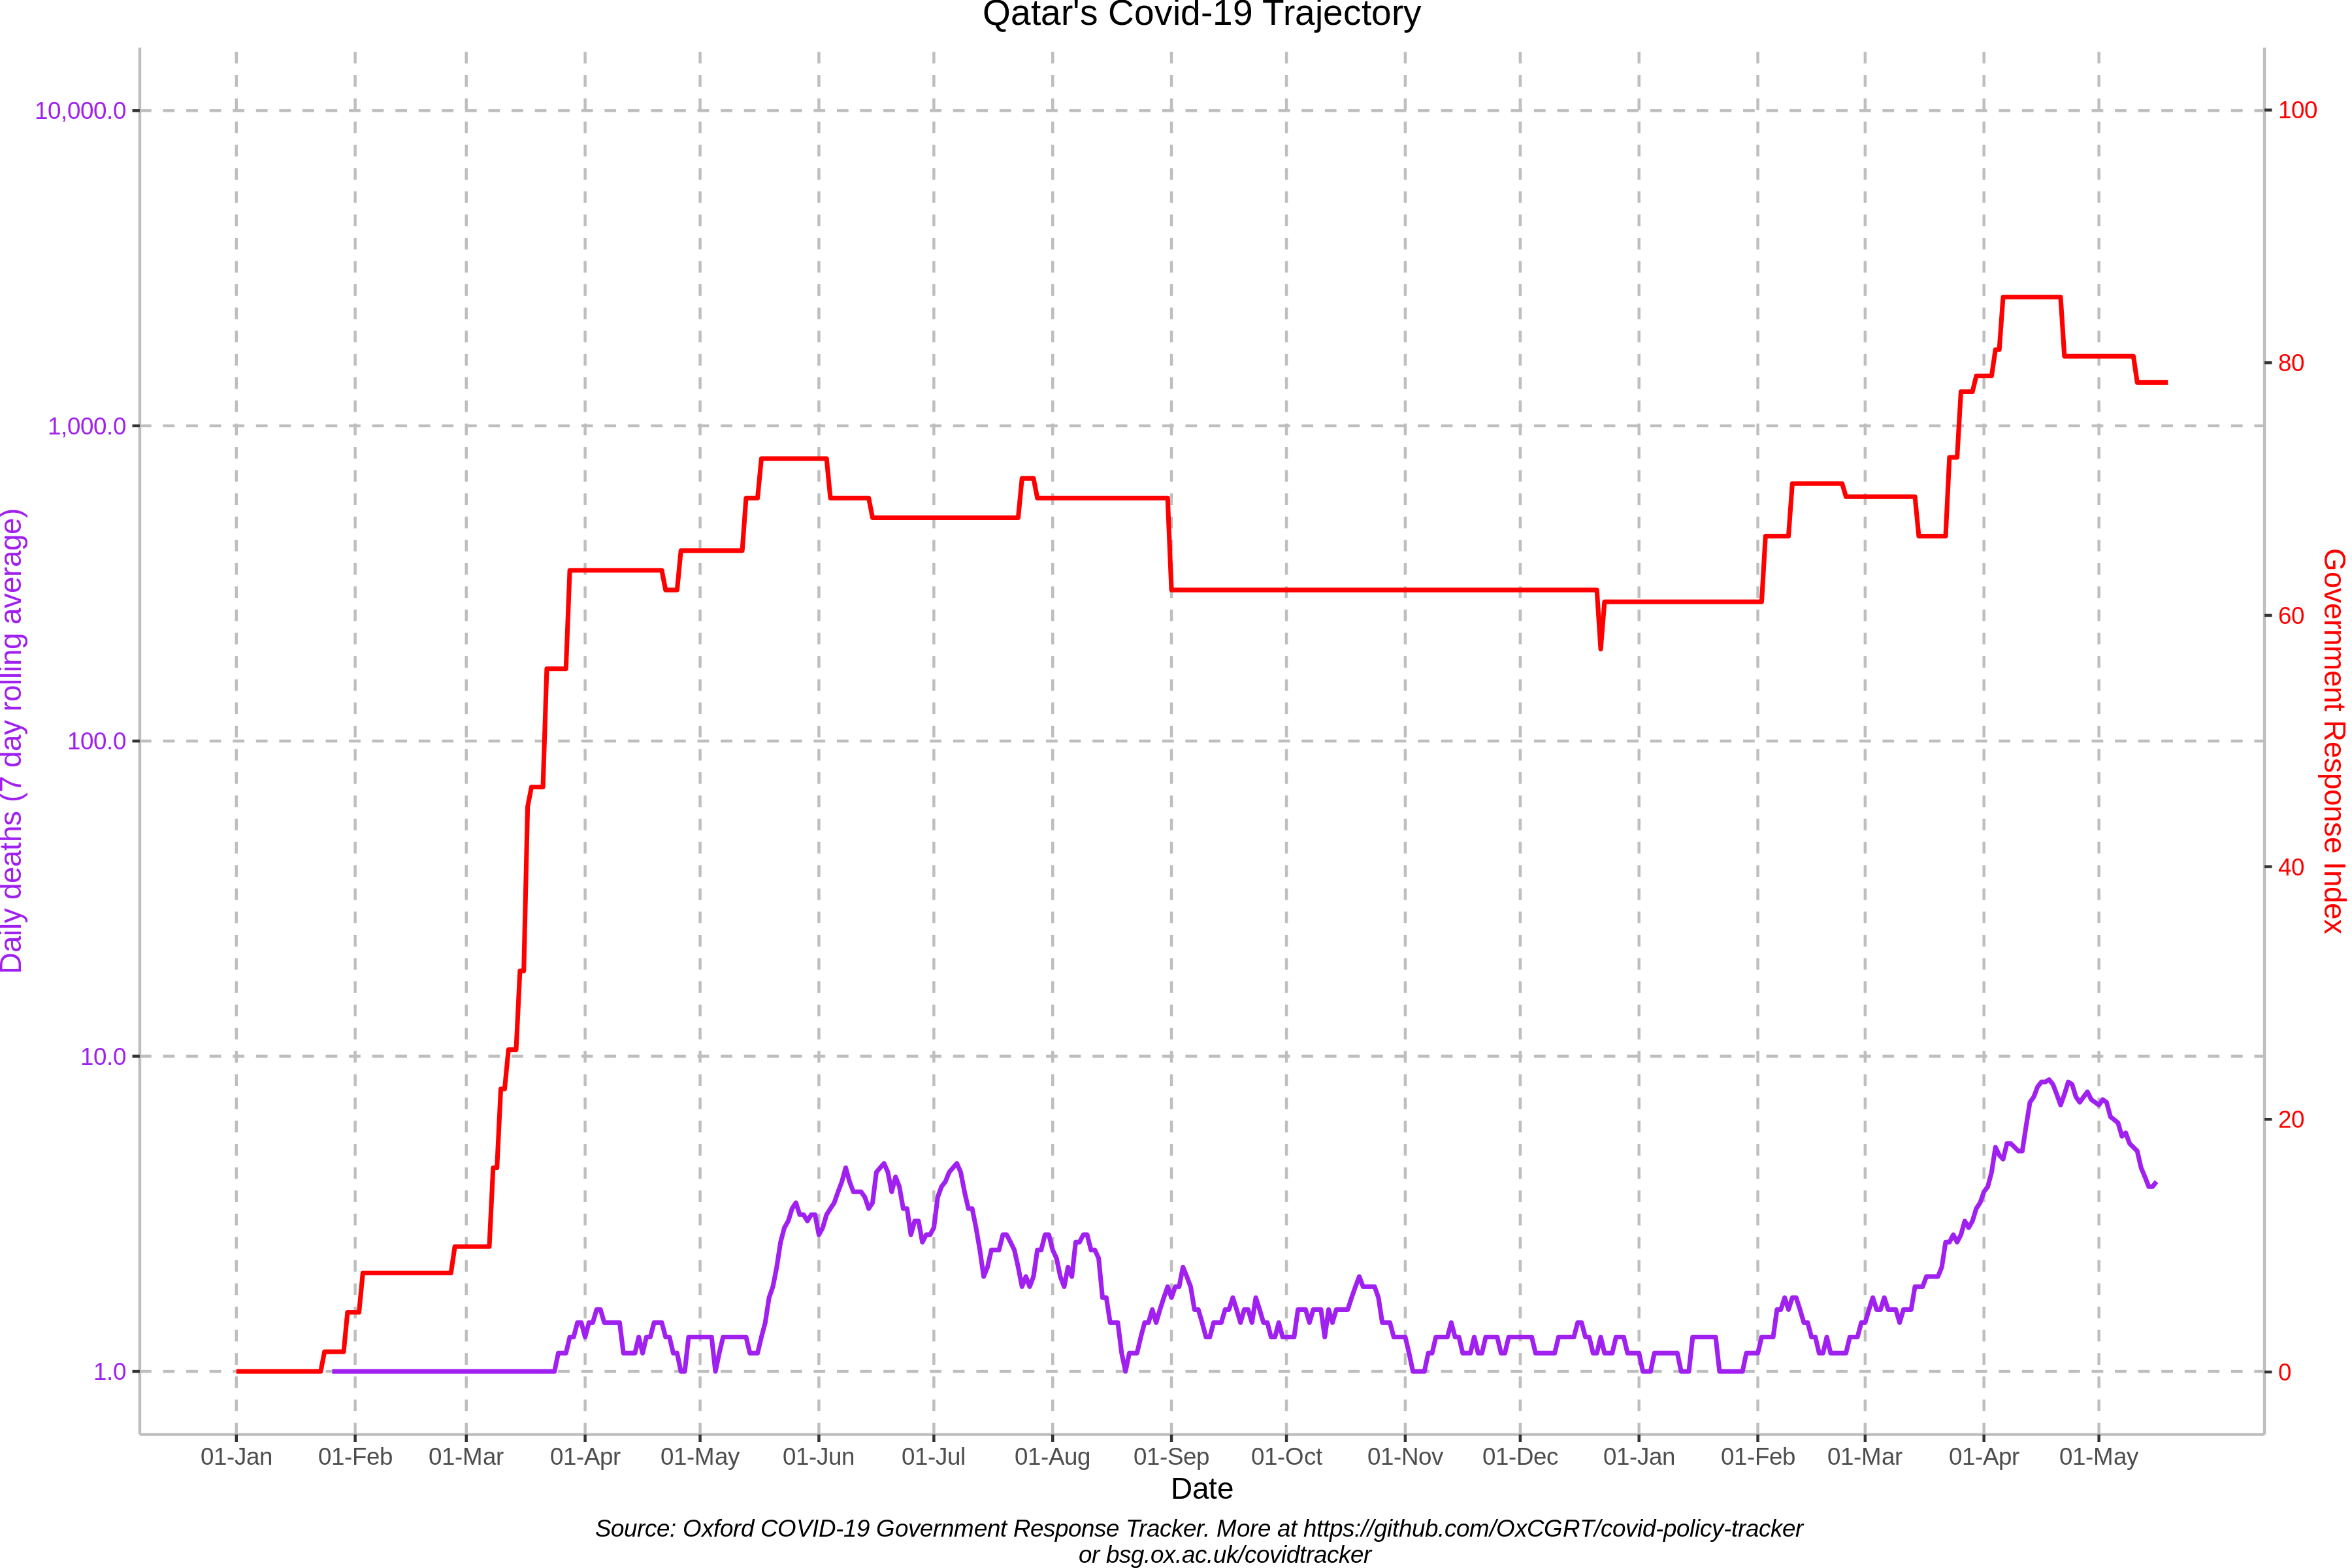 Qatar's Covid-19 Trajectory
10,000.0
1,000.0
100.0
10.0
1.0
Daily deaths (7 day rolling average)
100
80
60
40
20
0
Government Response Index
01-Jan 01-Feb 01-Mar 01-Apr 01-May 01-Jun 01-Jul 01-Aug 01-Sep 01-Oct 01-Nov 01-Dec 01-Jan 01-Feb 01-Mar 01-Apr 01-May
Date
Source: Oxford COVID-19 Government Response Tracker. More at https://github.com/OxCGRT/covid-policy-tracker
or bsg.ox.ac.uk/covidtracker